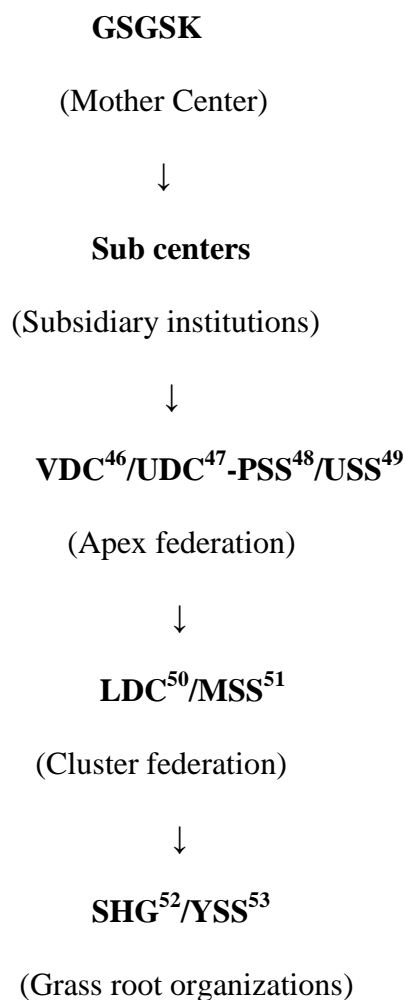 GSGSK
(Mother Center)
↓
Sub centers
(Subsidiary institutions)
↓
VDC⁴⁶/UDC⁴⁷-PSS⁴⁸/USS⁴⁹
(Apex federation)
↓
LDC⁵⁰/MSS⁵¹
(Cluster federation)
↓
SHG⁵²/YSS⁵³
(Grass root organizations)